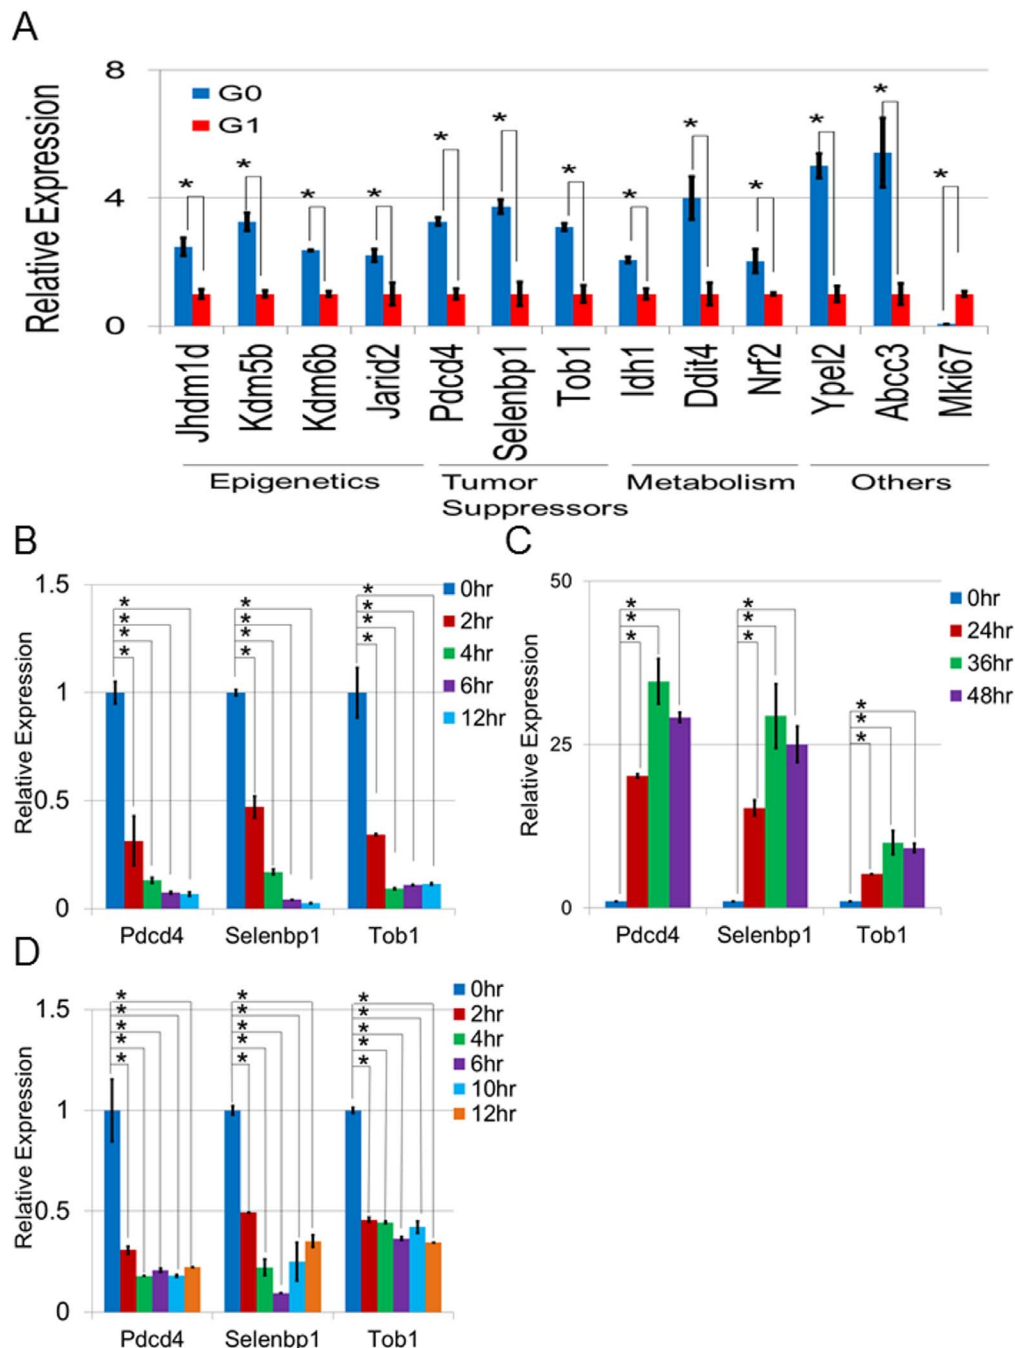 A
8
G0
G1
* * * * * * * * * * * * *
4
Relative Expression
0
Jhdm1d Kdm5b Kdm6b Jarid2 Pdcd4 Selenbp1 Tob1 Idh1 Ddit4 Nrf2 Ypel2 Abcc3 Mki67
Epigenetics Tumor Suppressors Metabolism Others
B
1.5
0hr
2hr
4hr
6hr
12hr
* * * *
* * * *
* * * *
1
0.5
0
Relative Expression
Pdcd4 Selenbp1 Tob1
C
50
0hr
24hr
36hr
48hr
* * *
* * *
* * *
25
0
Relative Expression
Pdcd4 Selenbp1 Tob1
D
1.5
0hr
2hr
4hr
6hr
10hr
12hr
* * * * *
* * * * *
* * * * *
1
0.5
0
Relative Expression
Pdcd4 Selenbp1 Tob1